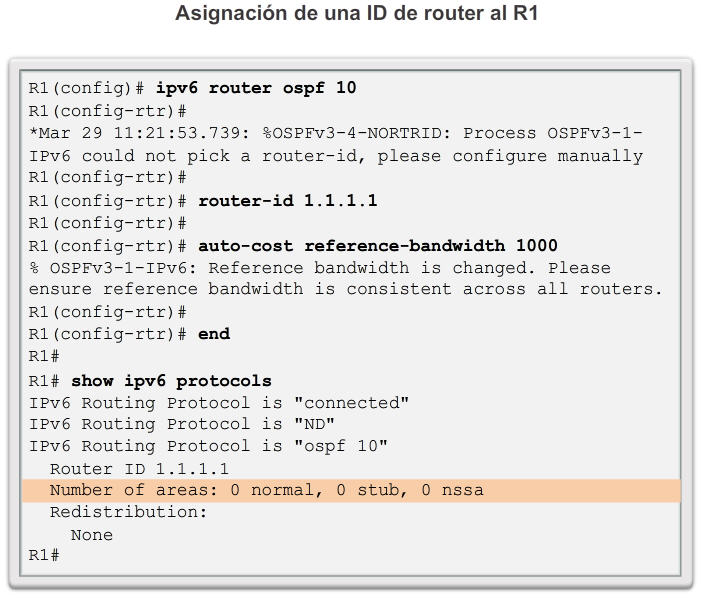 Asignación de una ID de router al R1
R1(config)# ipv6 router ospf 10
R1(config-rtr)#
*Mar 29 11:21:53.739: %OSPFv3-4-NORTRID: Process OSPFv3-1-
IPv6 could not pick a router-id, please configure manually
R1(config-rtr)#
R1(config-rtr)# router-id 1.1.1.1
R1(config-rtr)#
R1(config-rtr)# auto-cost reference-bandwidth 1000
% OSPFv3-1-IPv6: Reference bandwidth is changed. Please
ensure reference bandwidth is consistent across all routers.
R1(config-rtr)#
R1(config-rtr)# end
R1#
R1# show ipv6 protocols
IPv6 Routing Protocol is "connected"
IPv6 Routing Protocol is "ND"
IPv6 Routing Protocol is "ospf 10"
Router ID 1.1.1.1
Number of areas: 0 normal, 0 stub, 0 nssa
Redistribution:
None
R1#